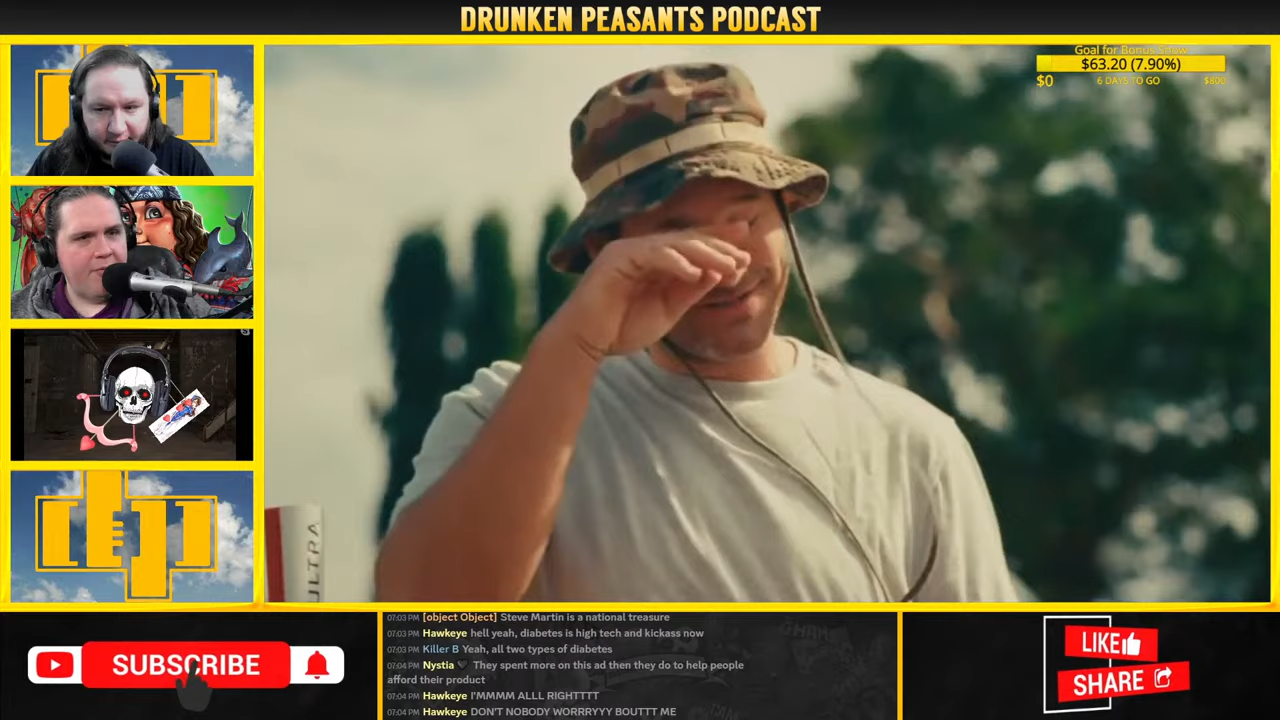 DRUNKEN PEASANTS PODCAST
Goal for Bonus Show
$63.20 (7.90%)
$0
6 DAYS TO GO
$800
ULTRA
SUBSCRIBE
07:03 PM [object Object] Steve Martin is a national treasure
07:03 PM Hawkeye hell yeah, diabetes is high tech and kickass now
07:03 PM Killer B Yeah, all two types of diabetes
07:04 PM Nystia They spent more on this ad then they do to help people
afford their product
07:04 PM Hawkeye I'MMMM ALLL RIGHTTTT
07:04 PM Hawkeye DON'T NOBODY WORRRYYY BOUTTT ME
LIKE
SHARE